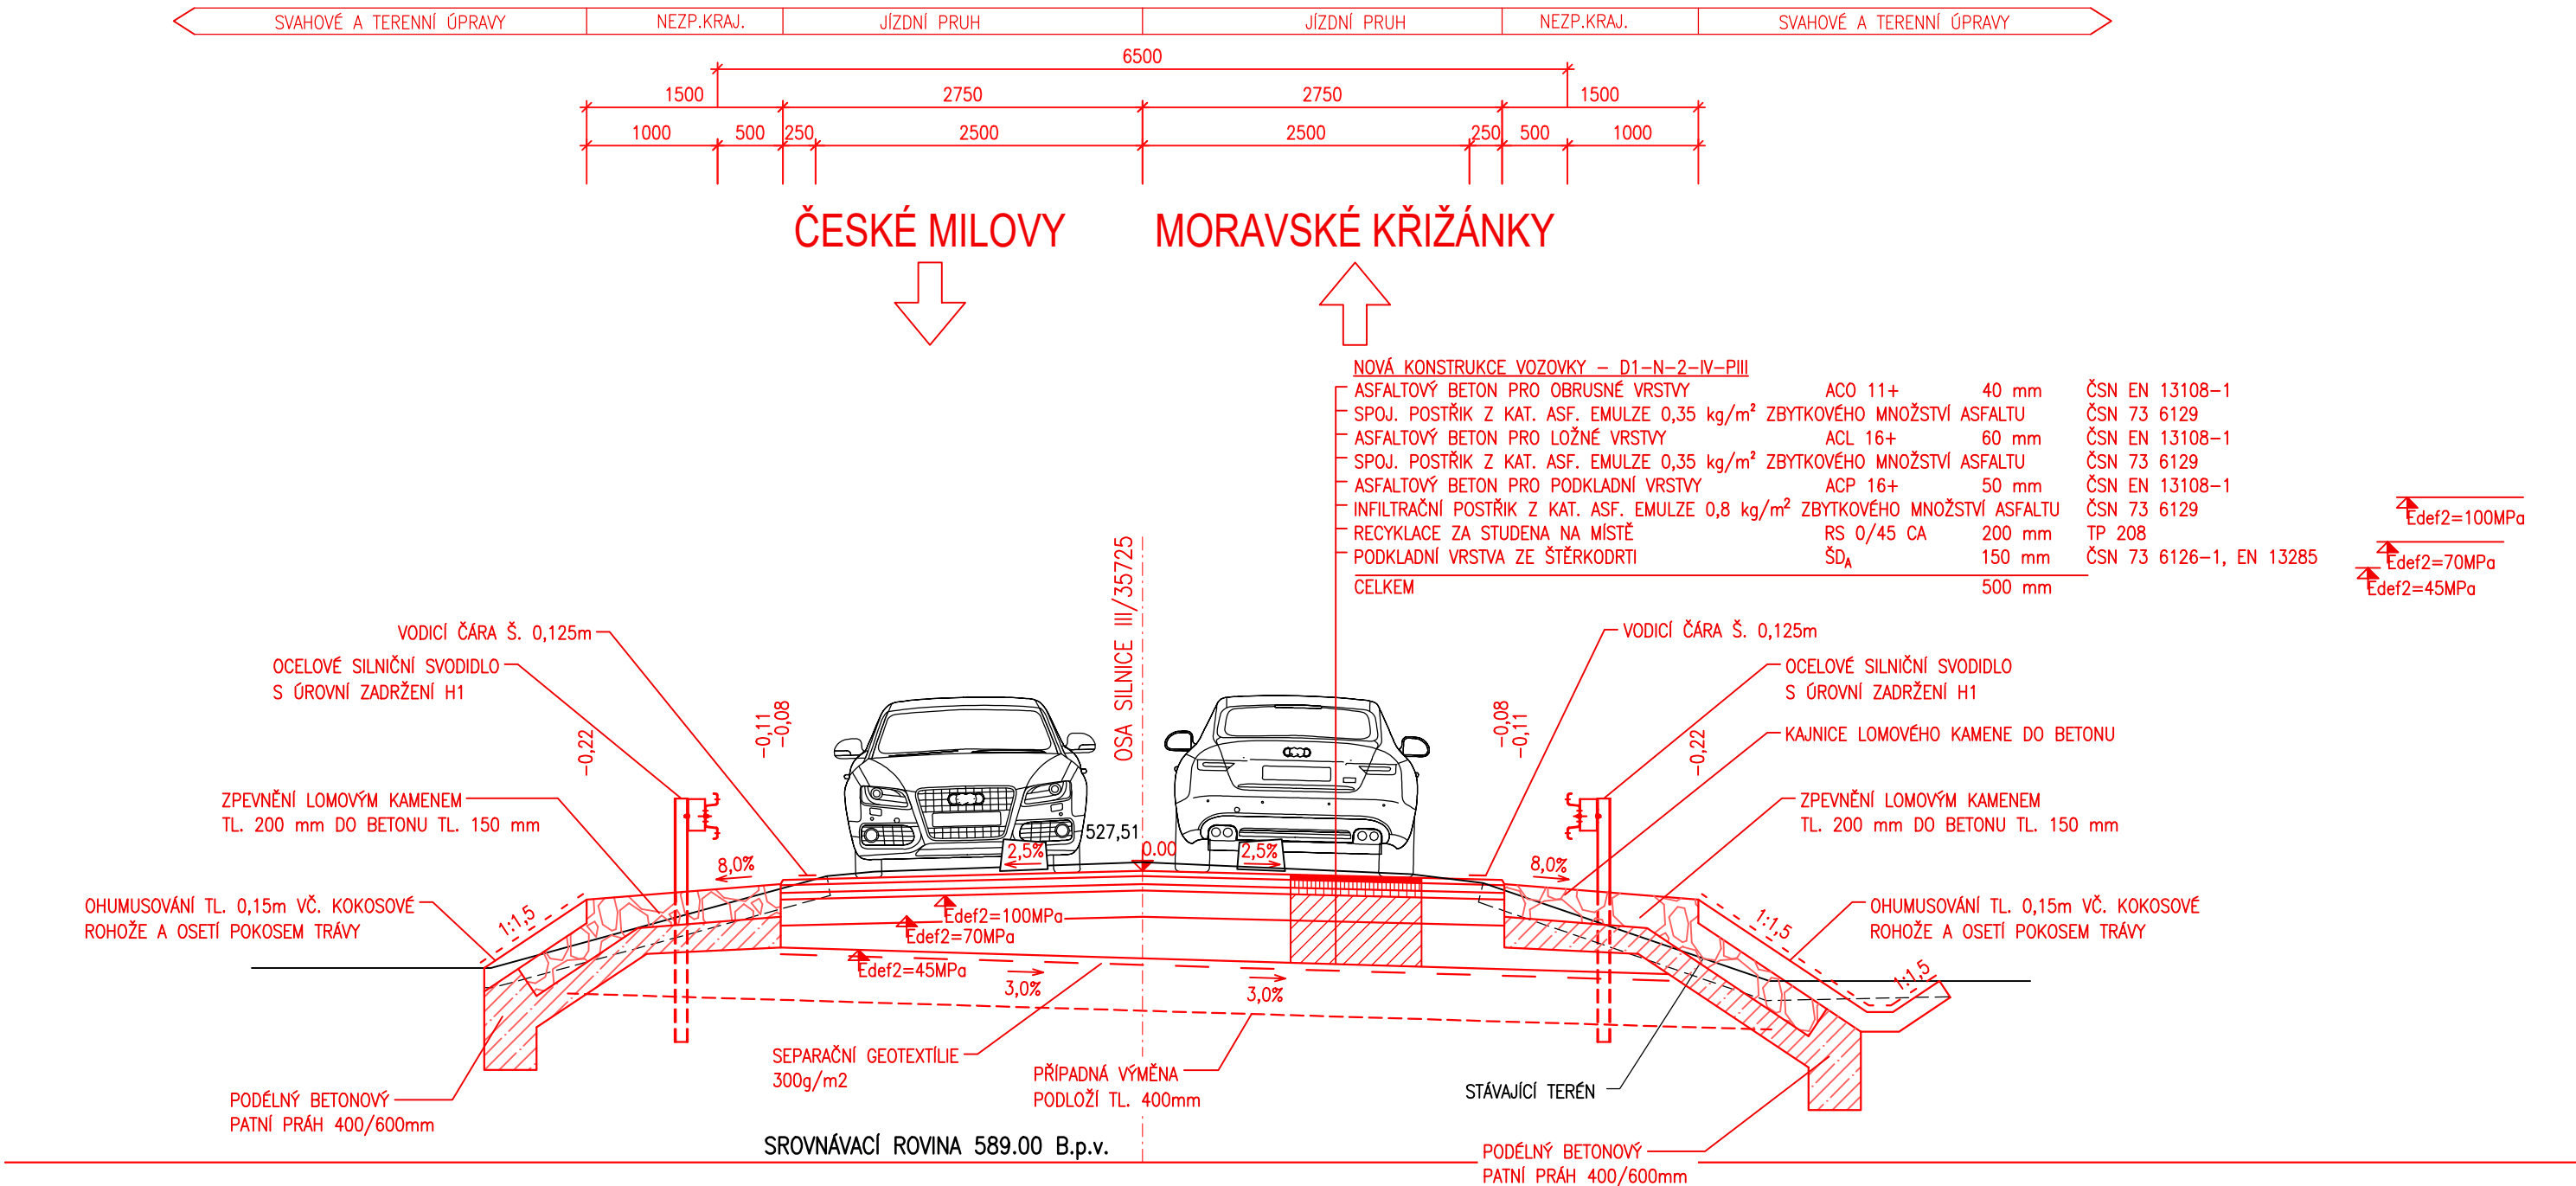 SVAHOVÉ A TERENNÍ ÚPRAVY NEZP.KRAJ. JÍZDNÍ PRUH JÍZDNÍ PRUH NEZP.KRAJ. SVAHOVÉ A TERENNÍ ÚPRAVY
6500
1500 2750 2750 1500
1000 500 250 2500 2500 250 500 1000
ČESKÉ MILOVY MORAVSKÉ KŘIŽÁNKY
NOVÁ KONSTRUKCE VOZOVKY – D1–N–2–IV–PIII
ASFALTOVÝ BETON PRO OBRUSNÉ VRSTVY ACO 11+ 40 mm ČSN EN 13108–1
SPOJ. POSTŘIK Z KAT. ASF. EMULZE 0,35 kg/m² ZBYTKOVÉHO MNOŽSTVÍ ASFALTU ČSN 73 6129
ASFALTOVÝ BETON PRO LOŽNÉ VRSTVY ACL 16+ 60 mm ČSN EN 13108–1
SPOJ. POSTŘIK Z KAT. ASF. EMULZE 0,35 kg/m² ZBYTKOVÉHO MNOŽSTVÍ ASFALTU ČSN 73 6129
ASFALTOVÝ BETON PRO PODKLADNÍ VRSTVY ACP 16+ 50 mm ČSN EN 13108–1
INFILTRAČNÍ POSTŘIK Z KAT. ASF. EMULZE 0,8 kg/m² ZBYTKOVÉHO MNOŽSTVÍ ASFALTU ČSN 73 6129
RECYKLACE ZA STUDENA NA MÍSTĚ RS 0/45 CA 200 mm TP 208
PODKLADNÍ VRSTVA ZE ŠTĚRKODRTI ŠDA 150 mm ČSN 73 6126–1, EN 13285
CELKEM 500 mm
Edef2=100MPa
Edef2=70MPa
Edef2=45MPa
OSA SILNICE III/35725
VODICÍ ČÁRA Š. 0,125m
OCELOVÉ SILNIČNÍ SVODIDLO
S ÚROVNÍ ZADRŽENÍ H1
VODICÍ ČÁRA Š. 0,125m
OCELOVÉ SILNIČNÍ SVODIDLO
S ÚROVNÍ ZADRŽENÍ H1
KAJNICE LOMOVÉHO KAMENE DO BETONU
–0,22
–0,11
–0,08
–0,08
–0,11
–0,22
ZPEVNĚNÍ LOMOVÝM KAMENEM
TL. 200 mm DO BETONU TL. 150 mm
ZPEVNĚNÍ LOMOVÝM KAMENEM
TL. 200 mm DO BETONU TL. 150 mm
527,51
8,0% 2,5% 0.00 2,5% 8,0%
OHUMUSOVÁNÍ TL. 0,15m VČ. KOKOSOVÉ
ROHOŽE A OSETÍ POKOSEM TRÁVY
1:1,5
Edef2=100MPa
Edef2=70MPa
Edef2=45MPa
3,0% 3,0%
1:1,5
1:1,5
OHUMUSOVÁNÍ TL. 0,15m VČ. KOKOSOVÉ
ROHOŽE A OSETÍ POKOSEM TRÁVY
SEPARAČNÍ GEOTEXTÍLIE
300g/m2
PŘÍPADNÁ VÝMĚNA
PODLOŽÍ TL. 400mm
STÁVAJÍCÍ TERÉN
PODÉLNÝ BETONOVÝ
PATNÍ PRÁH 400/600mm
SROVNÁVACÍ ROVINA 589.00 B.p.v.
PODÉLNÝ BETONOVÝ
PATNÍ PRÁH 400/600mm